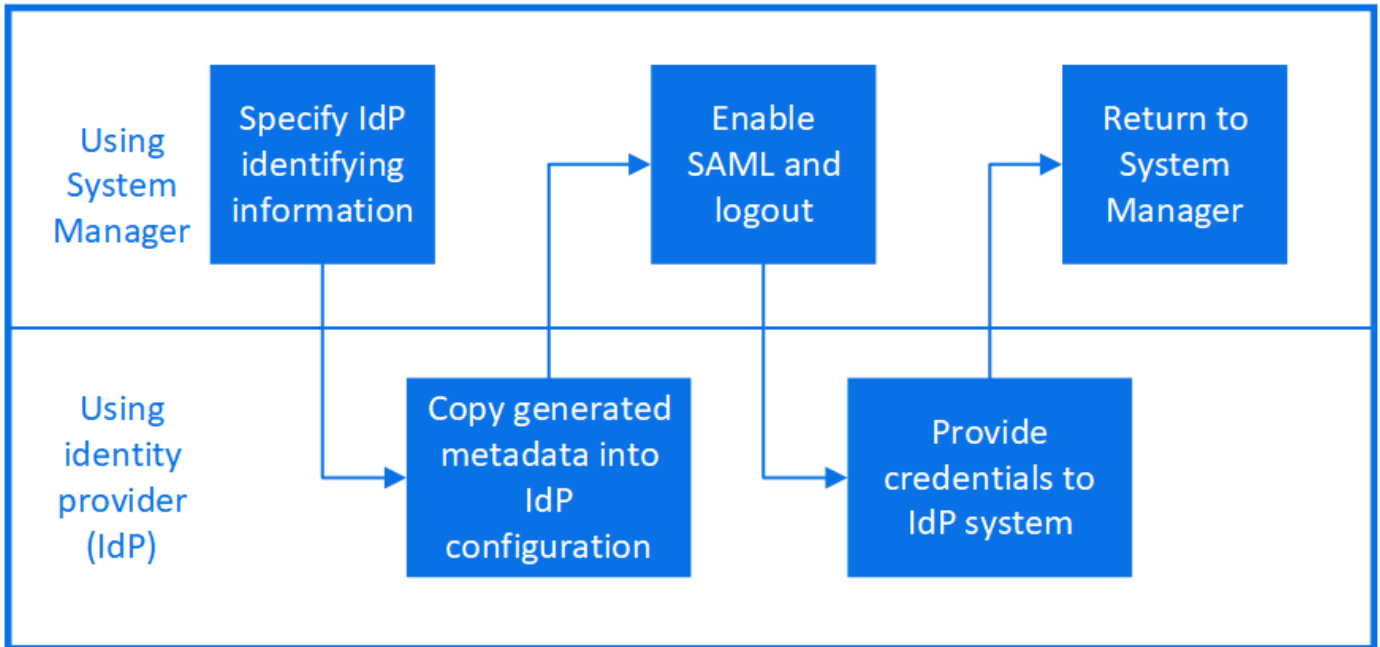 Using
System
Manager
Specify IdP
identifying
information
Enable
SAML and
logout
Return to
System
Manager
Using
identity
provider
(IdP)
Copy generated
metadata into
IdP
configuration
Provide
credentials to
IdP system